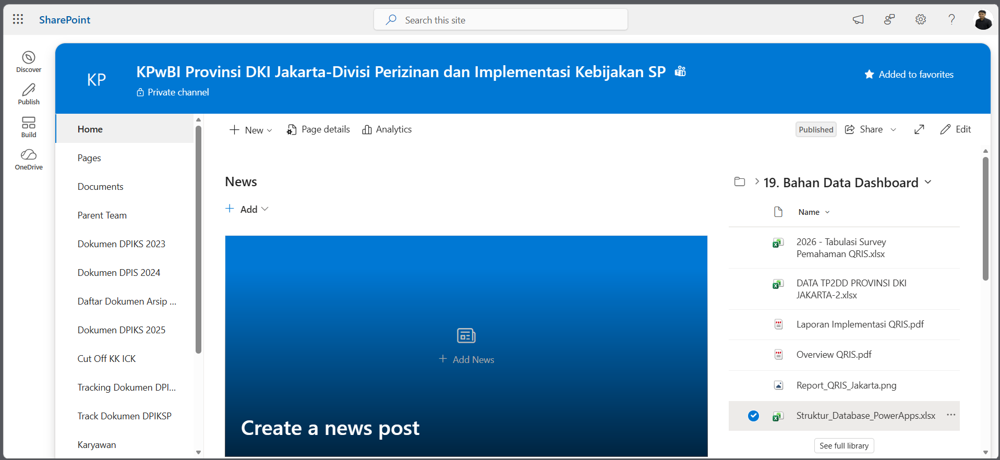 SharePoint
Search this site
Discover
Publish
Build
OneDrive
KP
KPwBI Provinsi DKI Jakarta-Divisi Perizinan dan Implementasi Kebijakan SP
Private channel
Added to favorites
Home
Pages
Documents
Parent Team
Dokumen DPIKS 2023
Dokumen DPIS 2024
Daftar Dokumen Arsip ...
Dokumen DPIKS 2025
Cut Off KK ICK
Tracking Dokumen DPI...
Track Dokumen DPIKSP
Karyawan
New
Page details
Analytics
Published
Share
Edit
News
Add
Add News
Create a news post
19. Bahan Data Dashboard
Name
2026 - Tabulasi Survey
Pemahaman QRIS.xlsx
DATA TP2DD PROVINSI DKI
JAKARTA-2.xlsx
Laporan Implementasi QRIS.pdf
Overview QRIS.pdf
Report_QRIS_Jakarta.png
Struktur_Database_PowerApps.xlsx
See full library